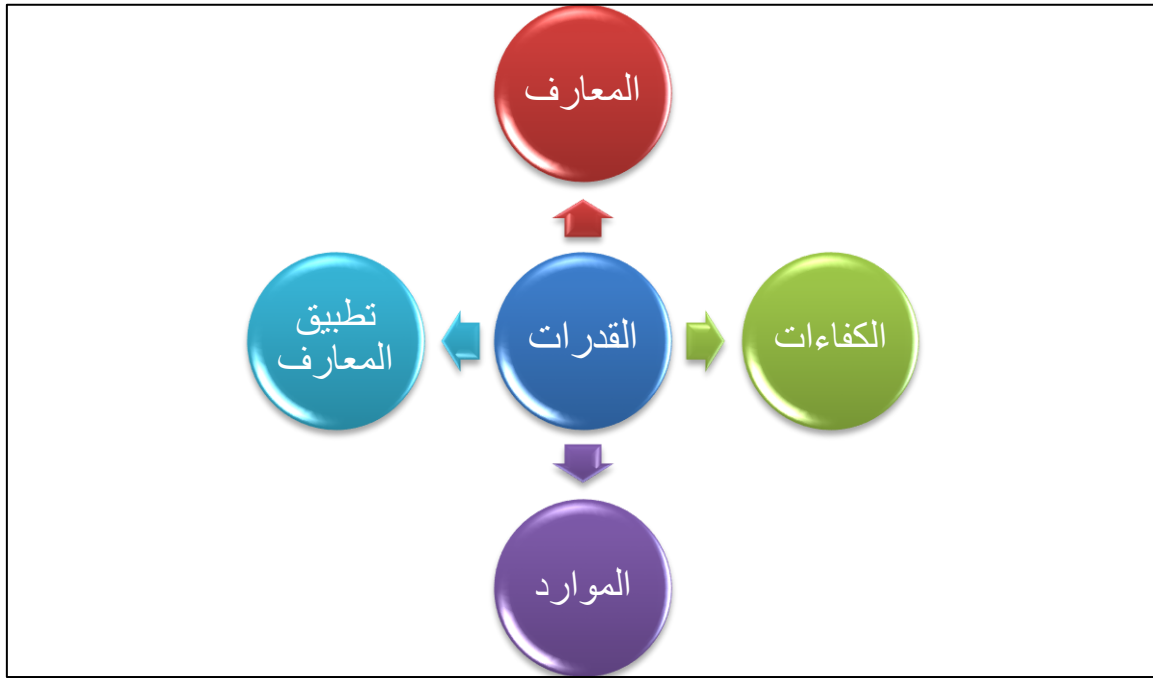 المعارف
الكفاءات
القدرات
تطبيق
المعارف
الموارد